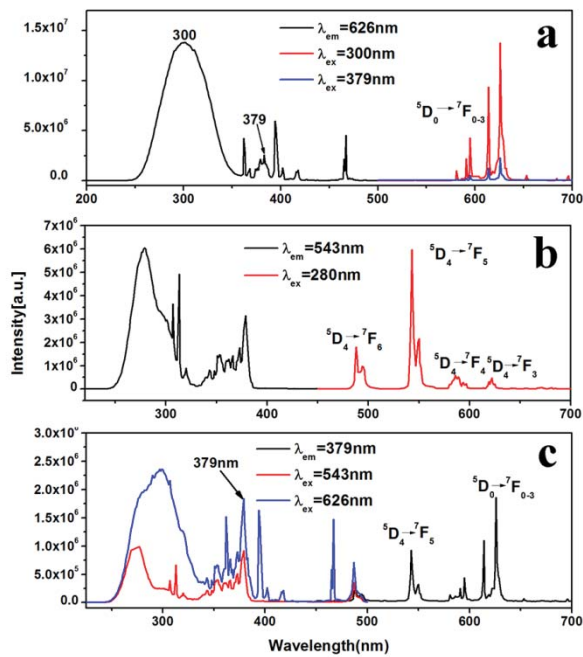 a
λem=626nm
λex=300nm
λex=379nm
300
379
⁵D₀→⁷F₀₋₃
1.5x10⁷
1.0x10⁷
5.0x10⁶
0.0
200 300 400 500 600 700
b
λem=543nm
λex=280nm
⁵D₄→⁷F₆
⁵D₄→⁷F₅
⁵D₄→⁷F₄
⁵D₄→⁷F₃
7x10⁶
6x10⁶
5x10⁶
4x10⁶
3x10⁶
2x10⁶
1x10⁶
0
300 400 500 600 700
Intensity[a.u.]
c
λem=379nm
λex=543nm
λex=626nm
379nm
⁵D₄→⁷F₅
⁵D₀→⁷F₀₋₃
2.5x10⁶
2.0x10⁶
1.5x10⁶
1.0x10⁶
5.0x10⁵
0.0
300 400 500 600 700
Wavelength(nm)